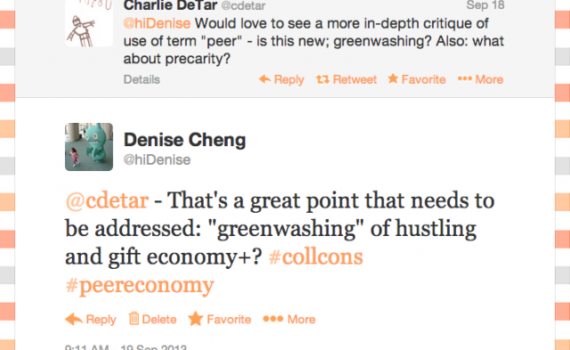 Charlie DeTar @cdetar Sep 18
@hiDenise Would love to see a more in-depth critique of
use of term "peer" - is this new; greenwashing? Also: what
about precarity?
Details Reply Retweet Favorite More
Denise Cheng
@hiDenise
@cdetar - That's a great point that needs to
be addressed: "greenwashing" of hustling
and gift economy+? #collcons
#peereconomy
Reply Delete Favorite More
9:11 AM - 19 Sep 2013